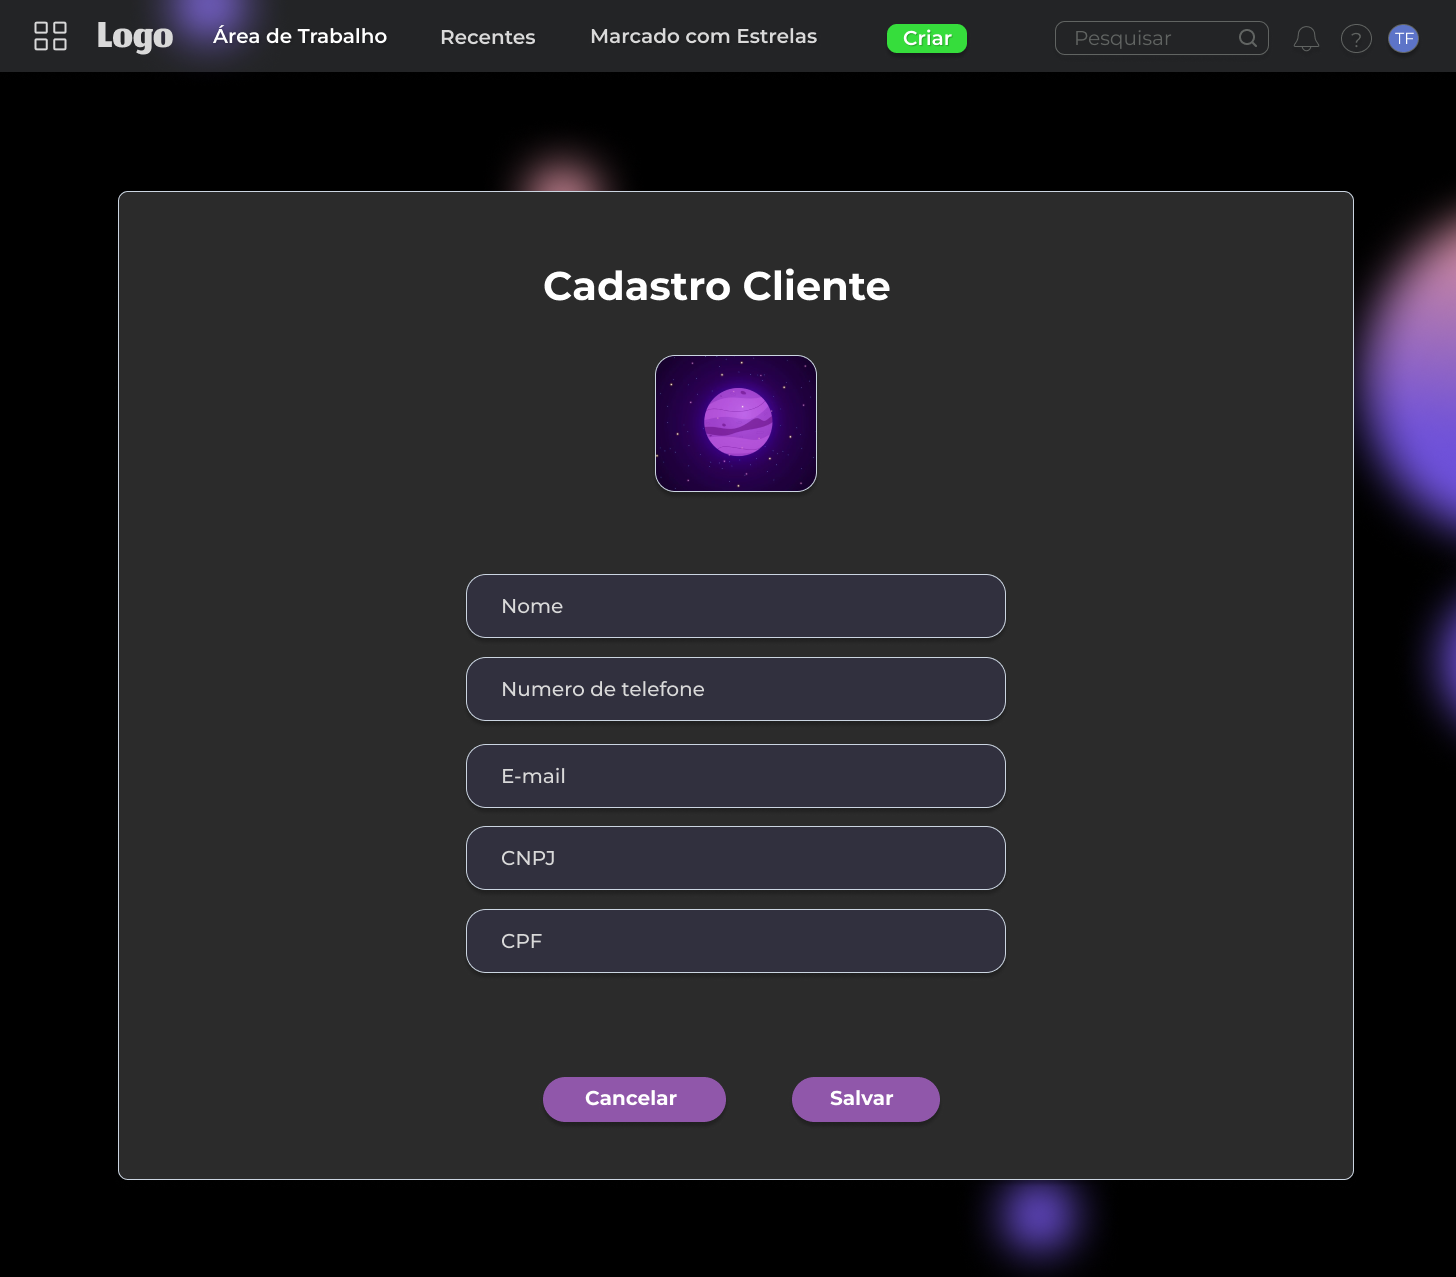 Logo
Área de Trabalho
Recentes
Marcado com Estrelas
Criar
Pesquisar
?
TF
Cadastro Cliente
Nome
Numero de telefone
E-mail
CNPJ
CPF
Cancelar
Salvar